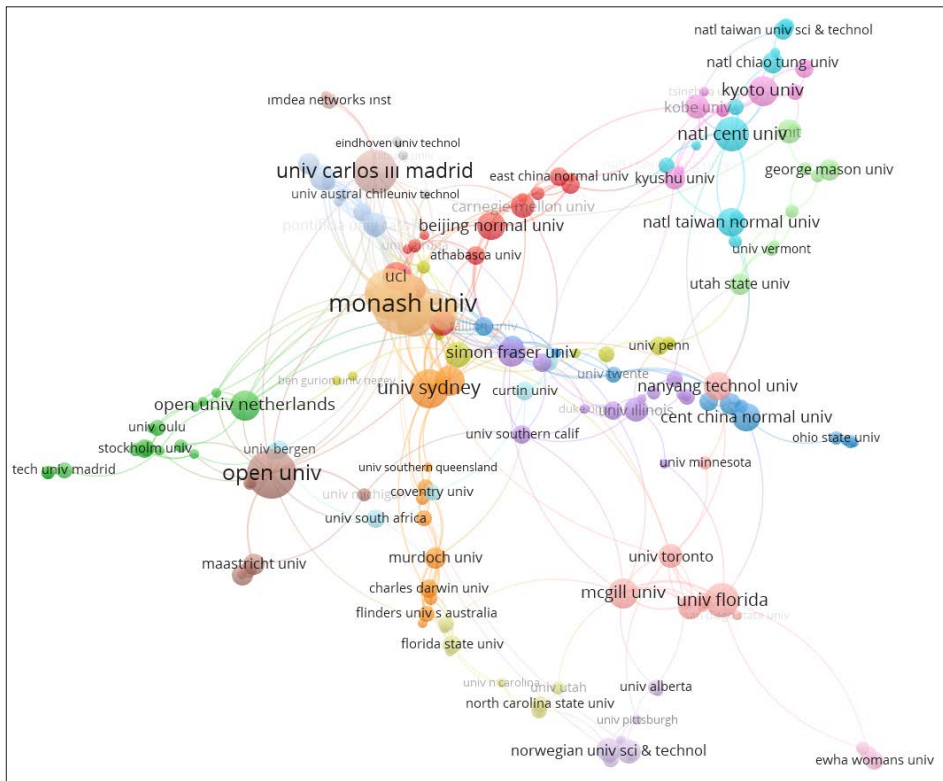 natl taiwan univ sci & technol
natl chiao tung univ
kyoto univ
kobe univ
ımdea networks ınst
natl cent univ
eindhoven univ technol
univ carlos ııı madrid
east china normal univ
kyushu univ
george mason univ
univ austral chile
univ technol
carnegie mellon univ
beijing normal univ
natl taiwan normal univ
univ vermont
athabasca univ
ucl
utah state univ
monash univ
simon fraser univ
univ penn
ben gurion univ negev
univ twente
univ sydney
curtin univ
nanyang technol univ
open univ netherlands
univ ıllinois
cent china normal univ
univ oulu
univ southern calif
ohio state univ
stockholm univ
univ bergen
tech univ madrid
open univ
univ southern queensland
univ minnesota
coventry univ
univ michigan
univ south africa
maastricht univ
murdoch univ
univ toronto
charles darwin univ
mcgill univ
univ florida
flinders univ s australia
florida state univ
univ n carolina
univ utah
univ alberta
north carolina state univ
univ pittsburgh
norwegian univ sci & technol
ewha womans univ